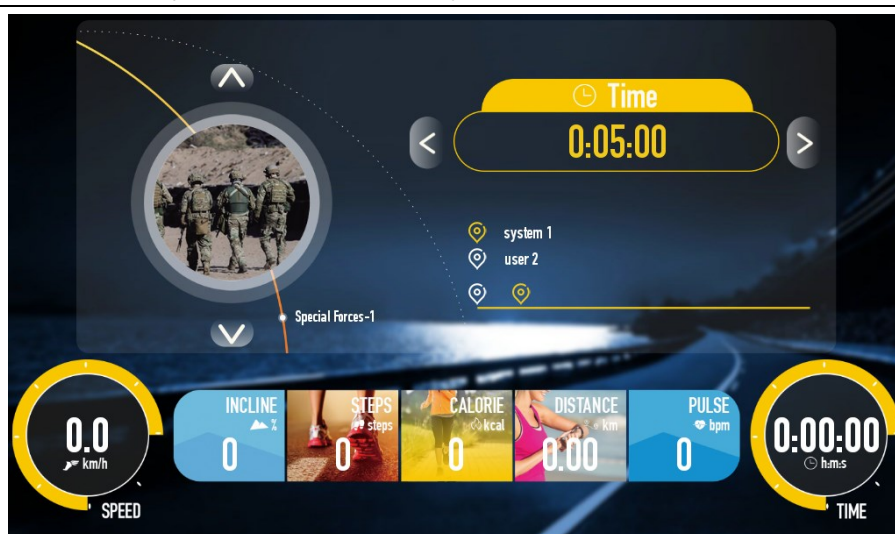 Time
0:05:00
system 1
user 2
Special Forces-1
INCLINE
%
0
STEPS
steps
0
CALORIE
kcal
0
DISTANCE
km
0.00
PULSE
bpm
0
0.0
km/h
SPEED
0:00:00
h:m:s
TIME